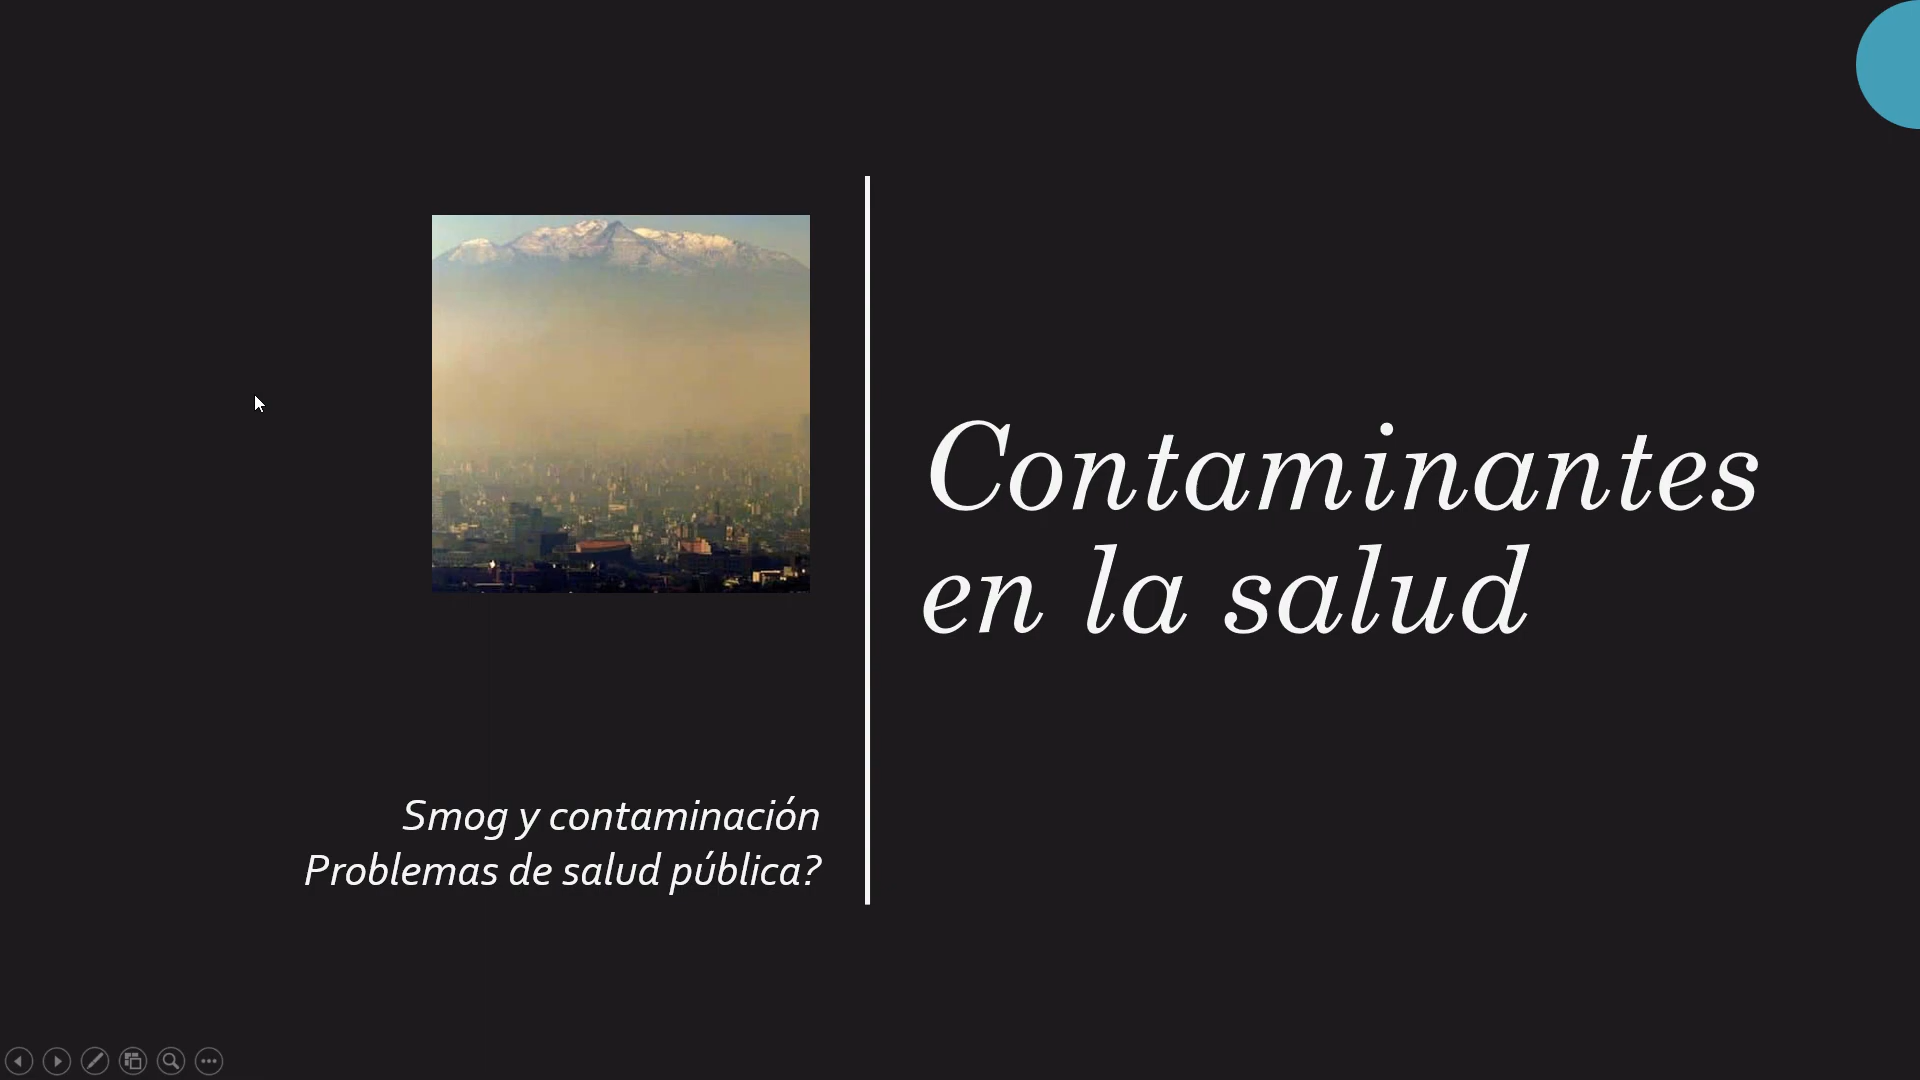 Contaminantes
en la salud
Smog y contaminación
Problemas de salud pública?